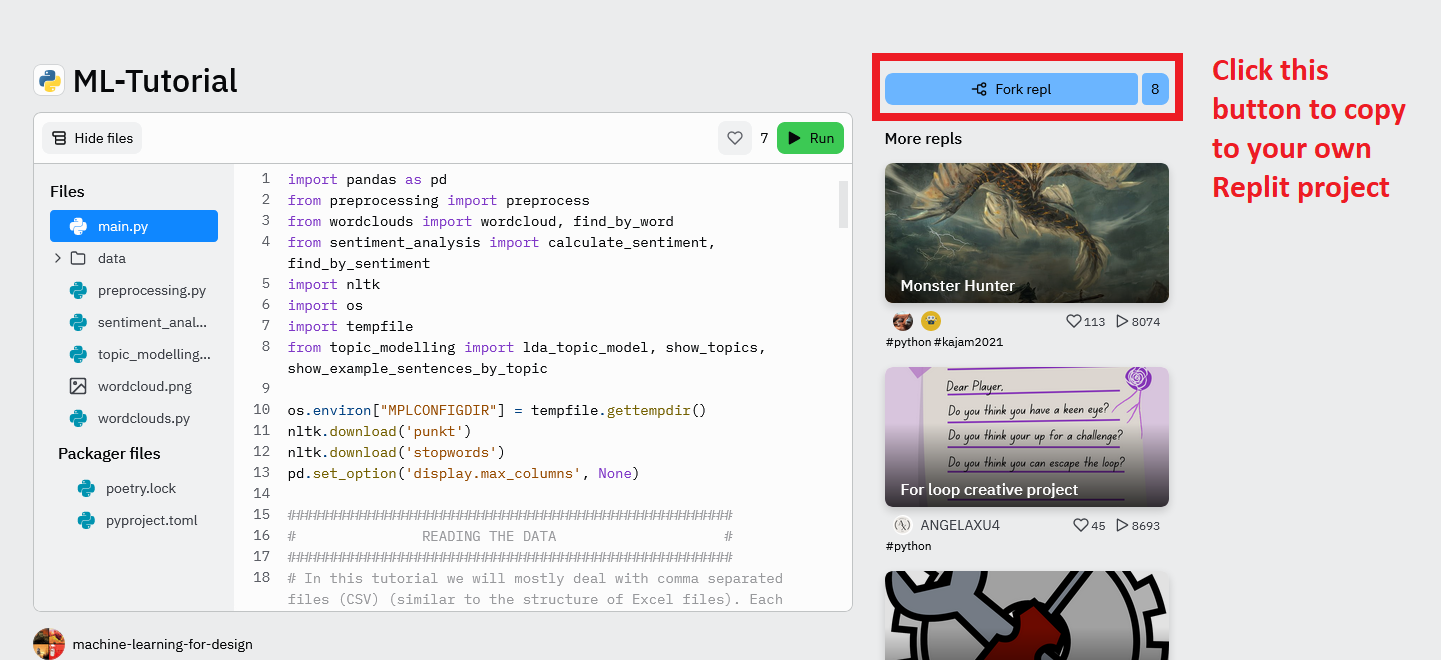 ML-Tutorial
Hide files
7
Run
Files
main.py
data
preprocessing.py
sentiment_anal...
topic_modelling...
wordcloud.png
wordclouds.py
Packager files
poetry.lock
pyproject.toml
1 import pandas as pd
2 from preprocessing import preprocess
3 from wordclouds import wordcloud, find_by_word
4 from sentiment_analysis import calculate_sentiment,
find_by_sentiment
5 import nltk
6 import os
7 import tempfile
8 from topic_modelling import lda_topic_model, show_topics,
show_example_sentences_by_topic
9
10 os.environ["MPLCONFIGDIR"] = tempfile.gettempdir()
11 nltk.download('punkt')
12 nltk.download('stopwords')
13 pd.set_option('display.max_columns', None)
14
15 #####################################################
16 #               READING THE DATA                    #
17 #####################################################
18 # In this tutorial we will mostly deal with comma separated
files (CSV) (similar to the structure of Excel files). Each
machine-learning-for-design
Fork repl
8
More repls
Monster Hunter
113
8074
#python #kajam2021
Dear Player,
Do you think you have a keen eye?
Do you think your up for a challenge?
Do you think you can escape the loop?
For loop creative project
ANGELAXU4
45
8693
#python
Click this
button to copy
to your own
Replit project